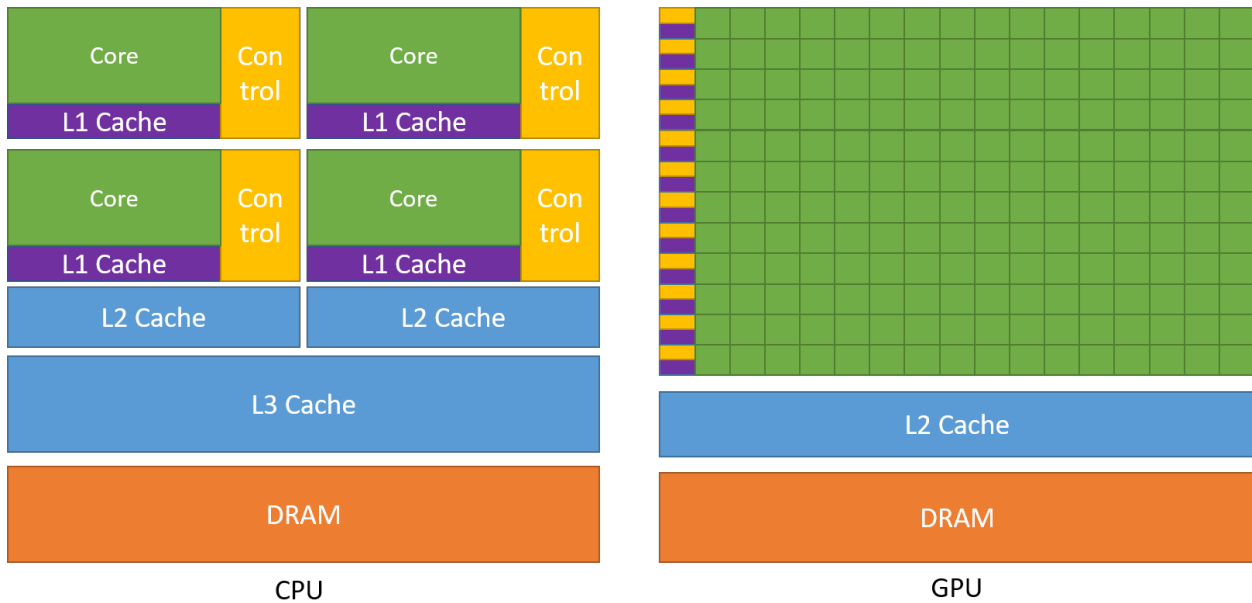 Core
Con
trol
Core
Con
trol
L1 Cache
L1 Cache
Core
Con
trol
Core
Con
trol
L1 Cache
L1 Cache
L2 Cache
L2 Cache
L3 Cache
DRAM
CPU
L2 Cache
DRAM
GPU